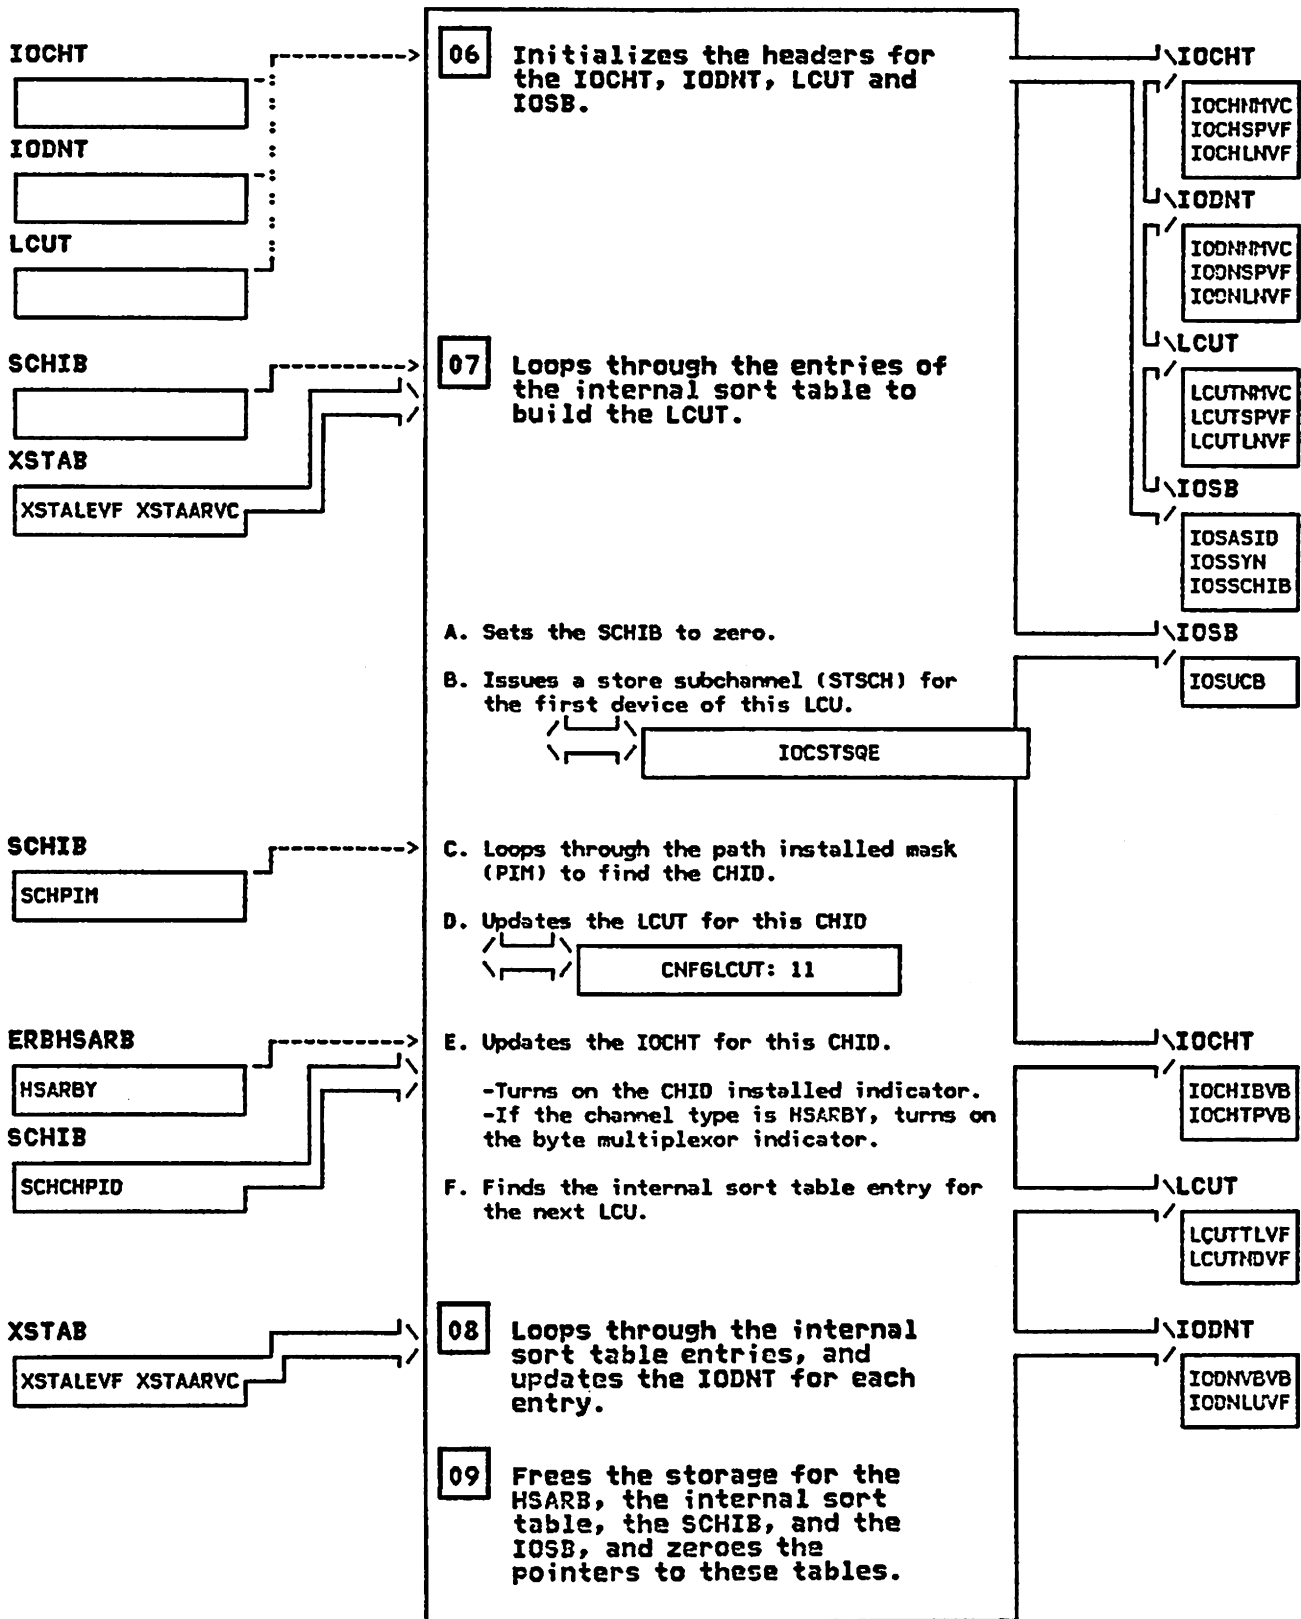 IOCHT
IODNT
LCUT
06 Initializes the headers for
the IOCHT, IODNT, LCUT and
IOSB.
IOCHT
IOCHNMVC
IOCHSPVF
IOCHLNVF
IODNT
IODNNMVC
IODNSPVF
IODNLNVF
LCUT
LCUTNMVC
LCUTSPVF
LCUTLNVF
IOSB
IOSASID
IOSSYN
IOSSCHIB
SCHIB
XSTAB
XSTALEVF XSTAARVC
07 Loops through the entries of
the internal sort table to
build the LCUT.
A. Sets the SCHIB to zero.
B. Issues a store subchannel (STSCH) for
the first device of this LCU.
IOCSTSQE
IOSB
IOSUCB
SCHIB
SCHPIM
C. Loops through the path installed mask
(PIM) to find the CHID.
D. Updates the LCUT for this CHID
CNFGLCUT: 11
ERBHSARB
HSARBY
SCHIB
SCHCHPID
E. Updates the IOCHT for this CHID.
-Turns on the CHID installed indicator.
-If the channel type is HSARBY, turns on
the byte multiplexor indicator.
IOCHT
IOCHIBVB
IOCHTPVB
F. Finds the internal sort table entry for
the next LCU.
LCUT
LCUTTLVF
LCUTNDVF
XSTAB
XSTALEVF XSTAARVC
08 Loops through the internal
sort table entries, and
updates the IODNT for each
entry.
IODNT
IODNVBVB
IODNLUVF
09 Frees the storage for the
HSARB, the internal sort
table, the SCHIB, and the
IOSB, and zeroes the
pointers to these tables.